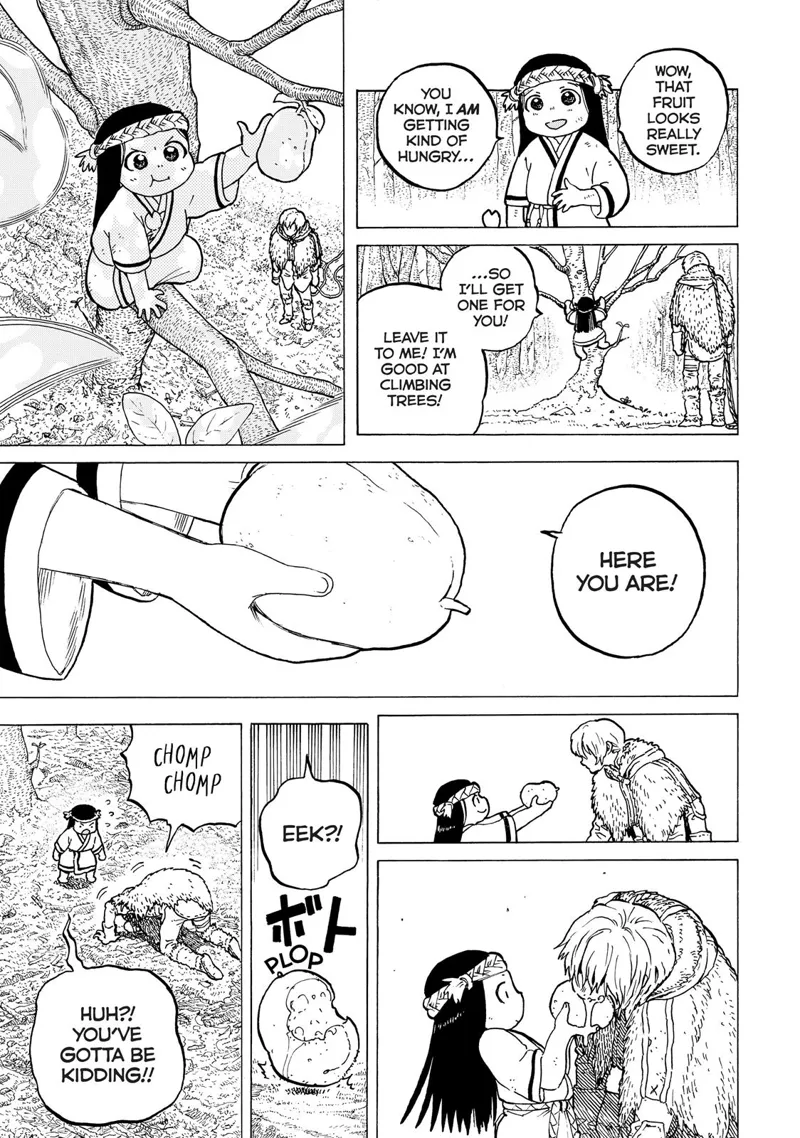 WOW,
THAT
FRUIT
LOOKS
REALLY
SWEET.
YOU
KNOW, I AM
GETTING
KIND OF
HUNGRY...
...SO
I'LL GET
ONE FOR
YOU!
LEAVE IT
TO ME! I'M
GOOD AT
CLIMBING
TREES!
HERE
YOU ARE!
EEK?!
ボト
PLOP
CHOMP
CHOMP
HUH?!
YOU'VE
GOTTA BE
KIDDING!!